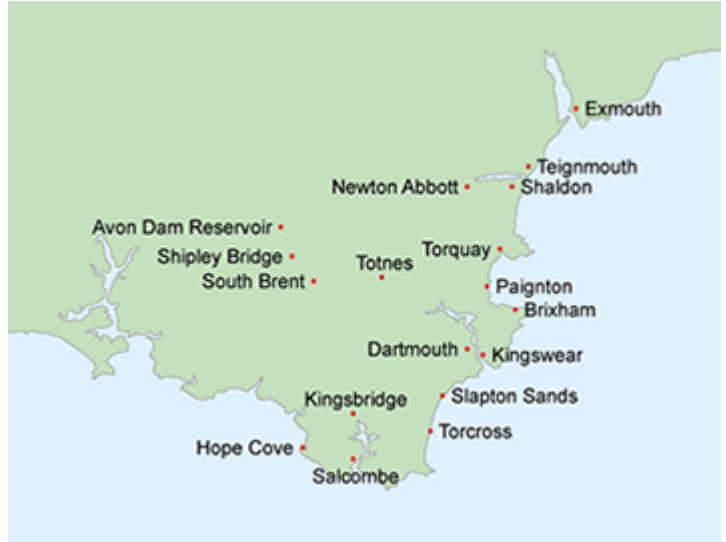 Exmouth
Teignmouth
Newton Abbott
Shaldon
Avon Dam Reservoir
Torquay
Shipley Bridge
Totnes
South Brent
Paignton
Brixham
Dartmouth
Kingswear
Slapton Sands
Kingsbridge
Torcross
Hope Cove
Salcombe